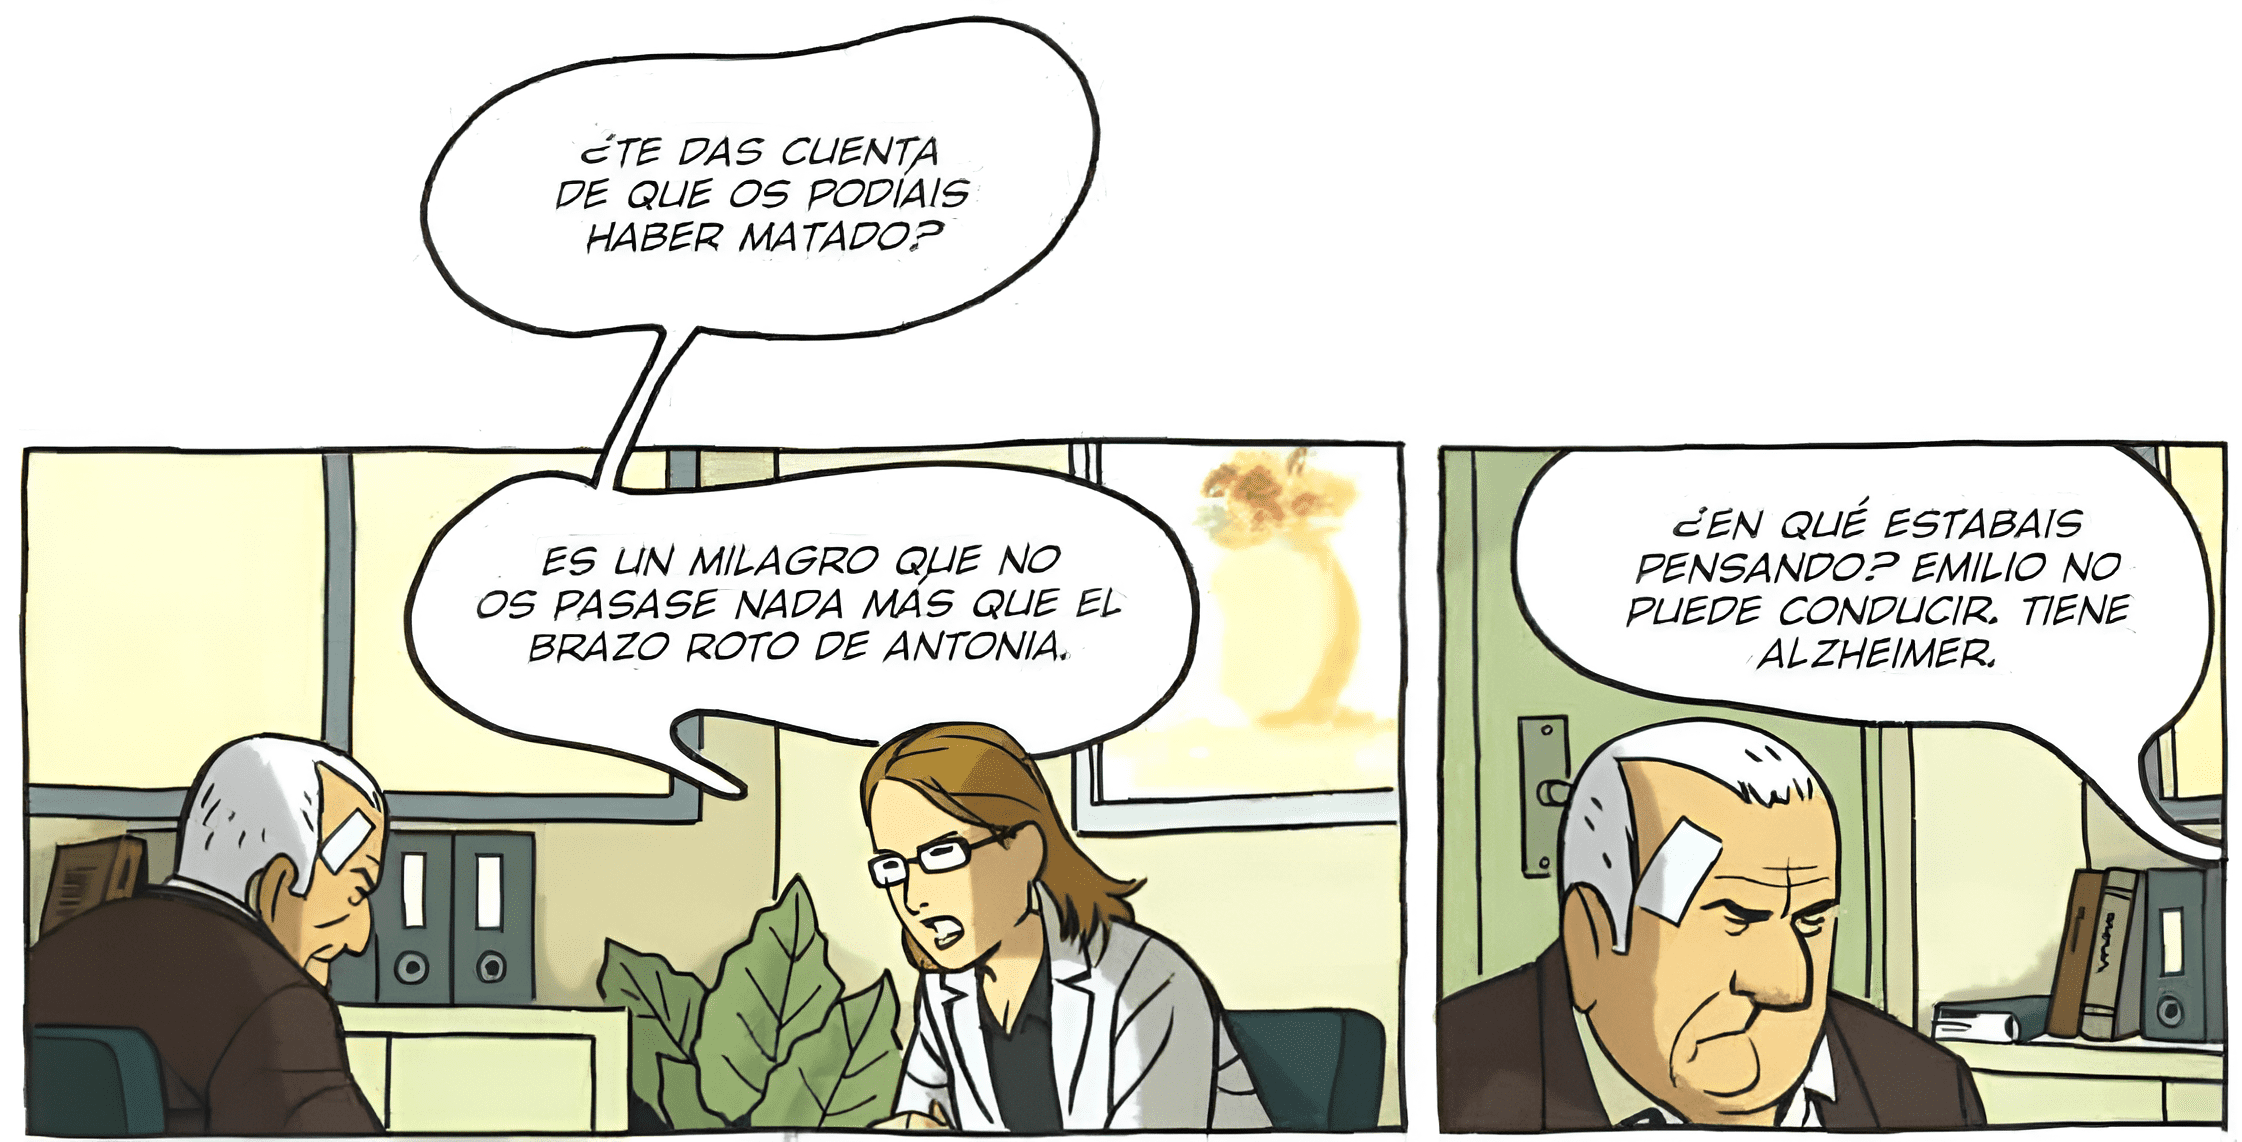 ¿TE DAS CUENTA
DE QUE OS PODÍAIS
HABER MATADO?
ES UN MILAGRO QUE NO
OS PASASE NADA MÁS QUE EL
BRAZO ROTO DE ANTONIA.
¿EN QUÉ ESTABAIS
PENSANDO? EMILIO NO
PUEDE CONDUCIR. TIENE
ALZHEIMER.